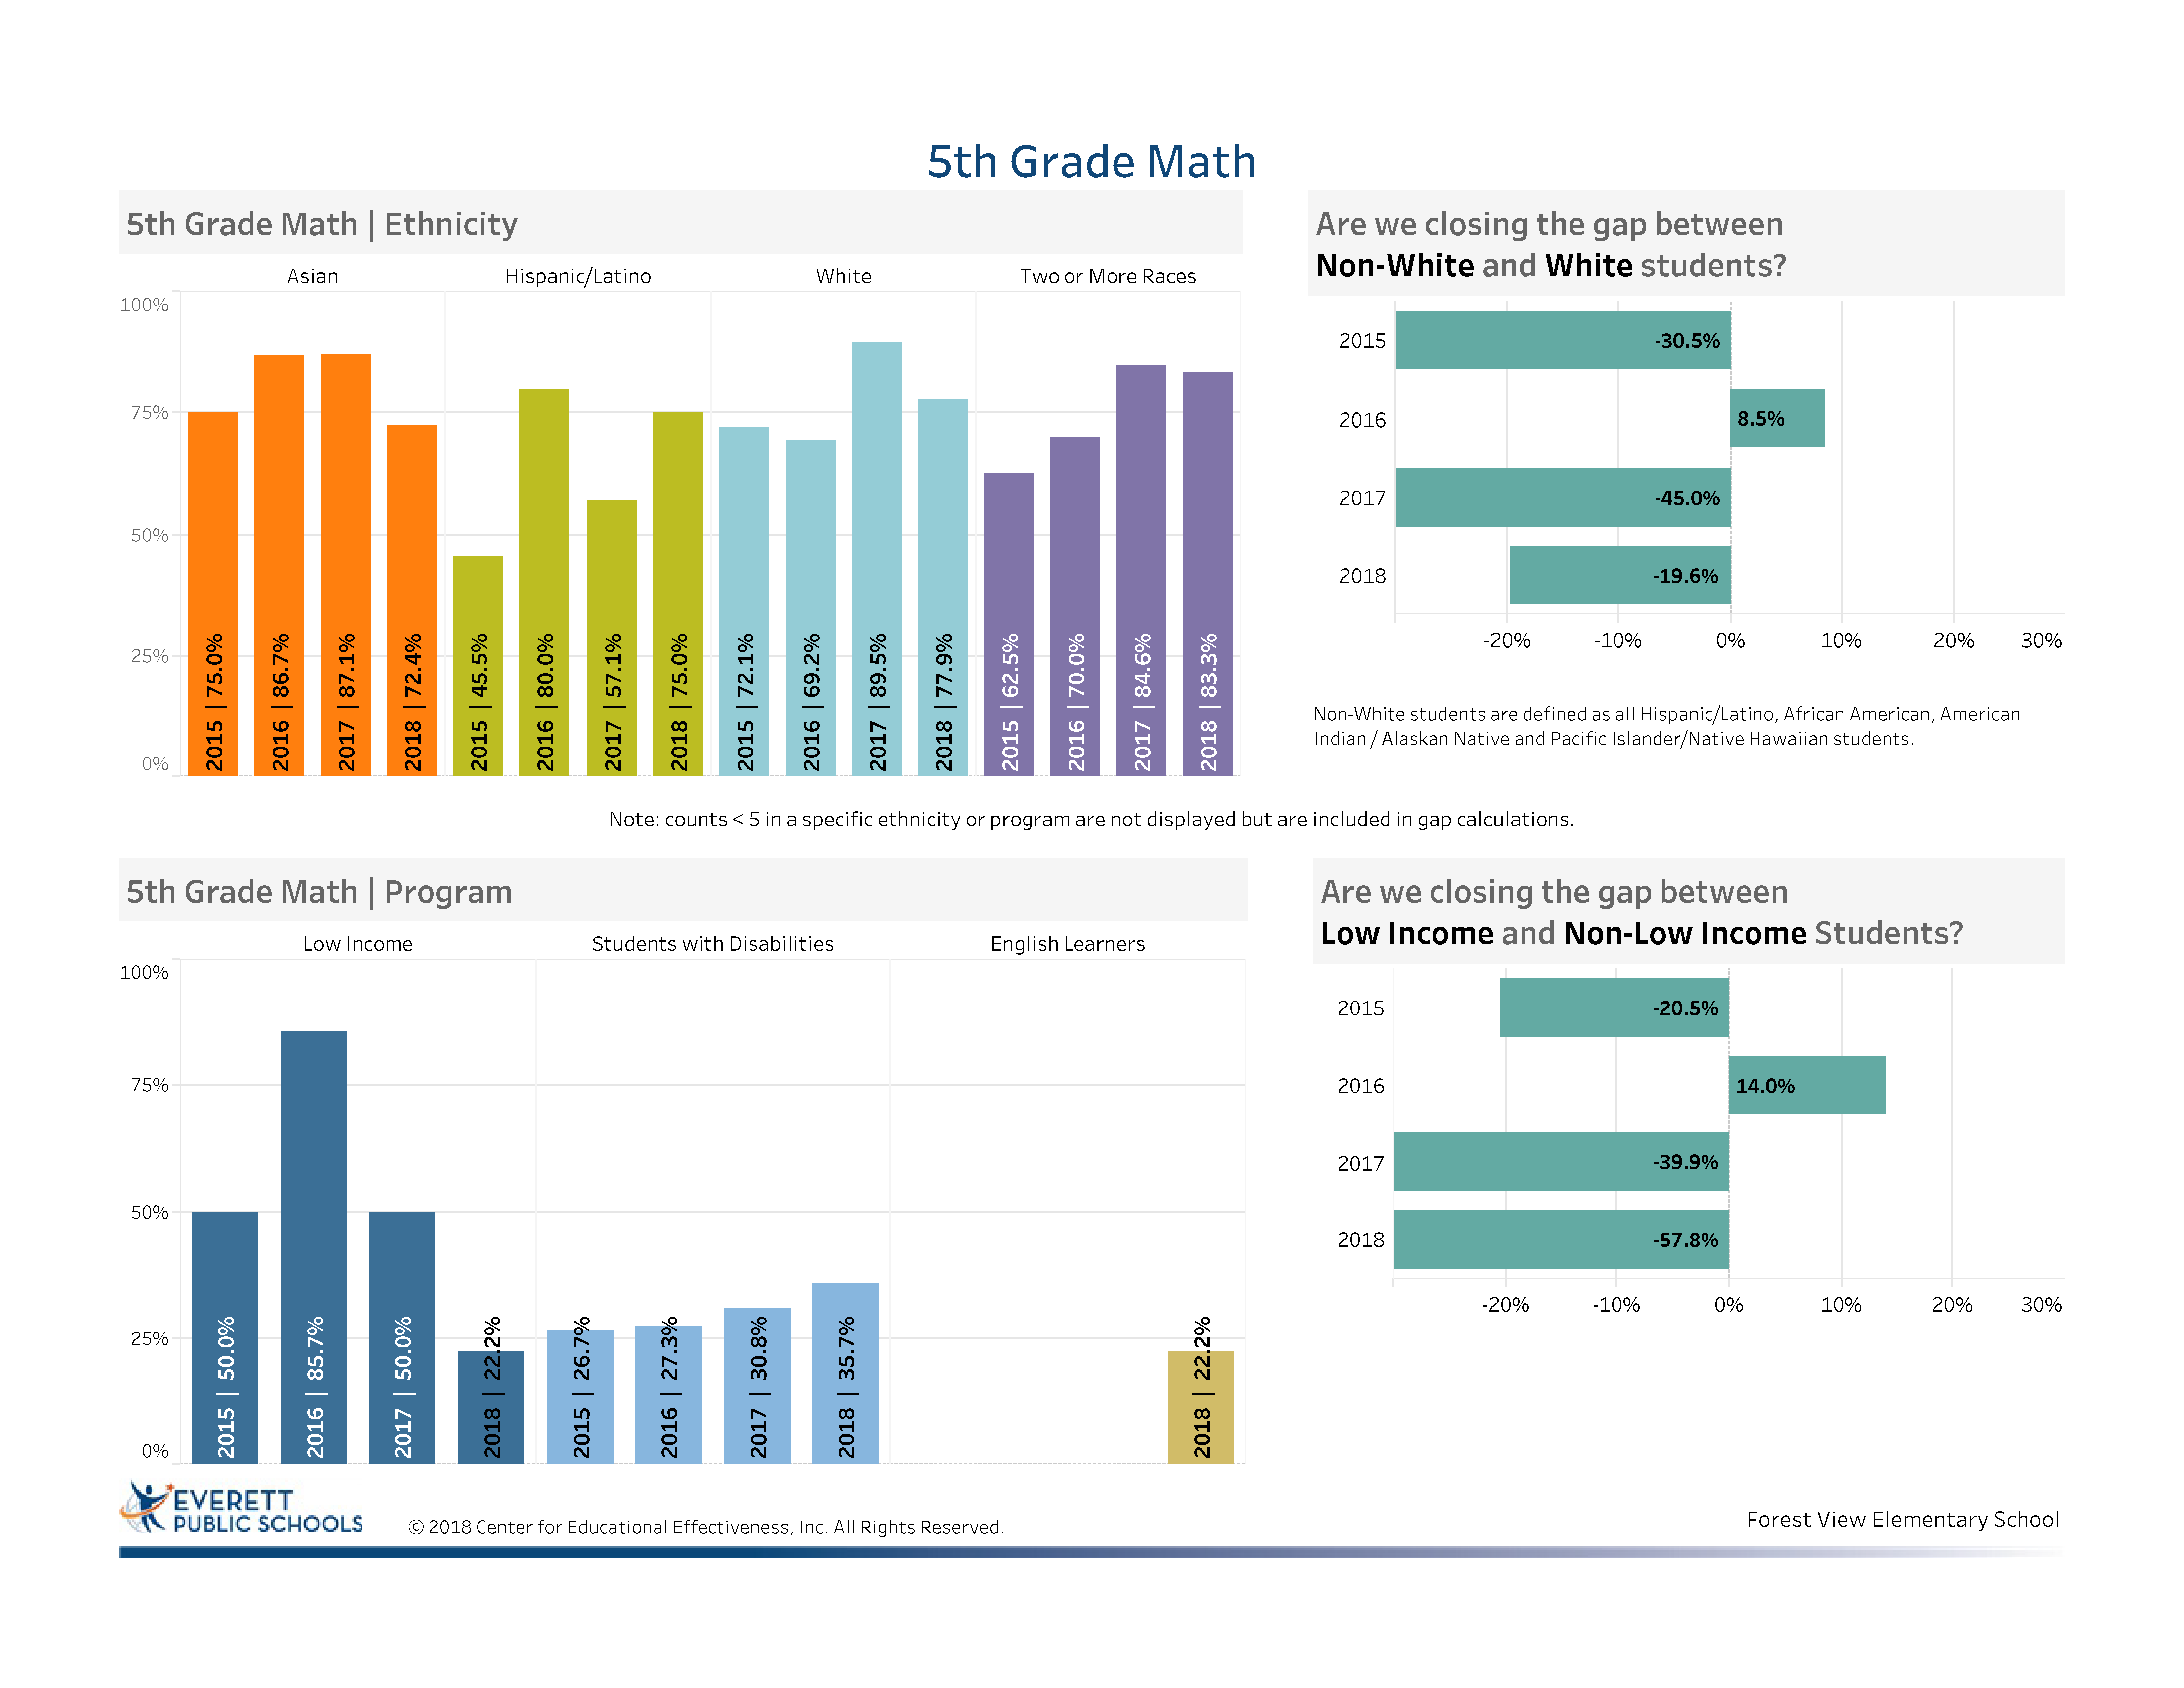 5th Grade Math
5th Grade Math | Ethnicity
Asian
Hispanic/Latino
White
Two or More Races
100%
75%
50%
25%
0%
2015 | 75.0%
2016 | 86.7%
2017 | 87.1%
2018 | 72.4%
2015 | 45.5%
2016 | 80.0%
2017 | 57.1%
2018 | 75.0%
2015 | 72.1%
2016 | 69.2%
2017 | 89.5%
2018 | 77.9%
2015 | 62.5%
2016 | 70.0%
2017 | 84.6%
2018 | 83.3%
Are we closing the gap between
Non-White and White students?
2015 -30.5%
2016 8.5%
2017 -45.0%
2018 -19.6%
-20% -10% 0% 10% 20% 30%
Non-White students are defined as all Hispanic/Latino, African American, American
Indian / Alaskan Native and Pacific Islander/Native Hawaiian students.
Note: counts < 5 in a specific ethnicity or program are not displayed but are included in gap calculations.
5th Grade Math | Program
Low Income
Students with Disabilities
English Learners
100%
75%
50%
25%
0%
2015 | 50.0%
2016 | 85.7%
2017 | 50.0%
2018 | 22.2%
2015 | 26.7%
2016 | 27.3%
2017 | 30.8%
2018 | 35.7%
2018 | 22.2%
Are we closing the gap between
Low Income and Non-Low Income Students?
2015 -20.5%
2016 14.0%
2017 -39.9%
2018 -57.8%
-20% -10% 0% 10% 20% 30%
EVERETT
PUBLIC SCHOOLS
© 2018 Center for Educational Effectiveness, Inc. All Rights Reserved.
Forest View Elementary School